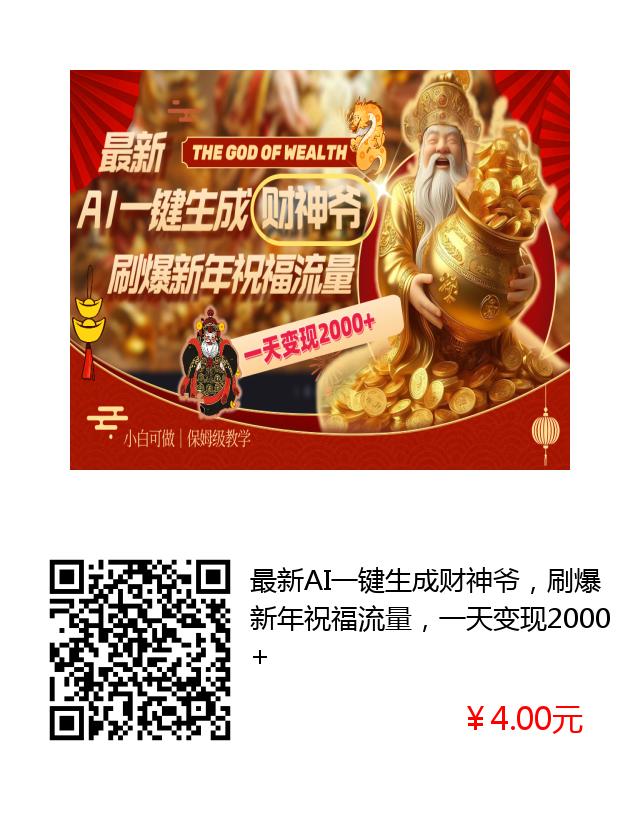 最新
THE GOD OF WEALTH
AI一键生成财神爷
刷爆新年祝福流量
一天变现2000+
小白可做｜保姆级教学
最新AI一键生成财神爷，刷爆
新年祝福流量，一天变现2000
+
￥4.00元